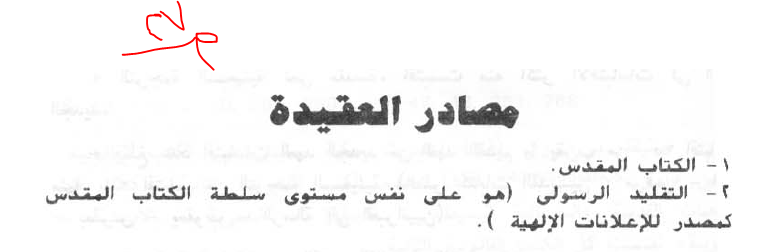 مصادر العقيدة
١- الكتاب المقدس .
٢- التقليد الرسولى (هو على نفس مستوى سلطة الكتاب المقدس
كمصدر للإعلانات الإلهية ).